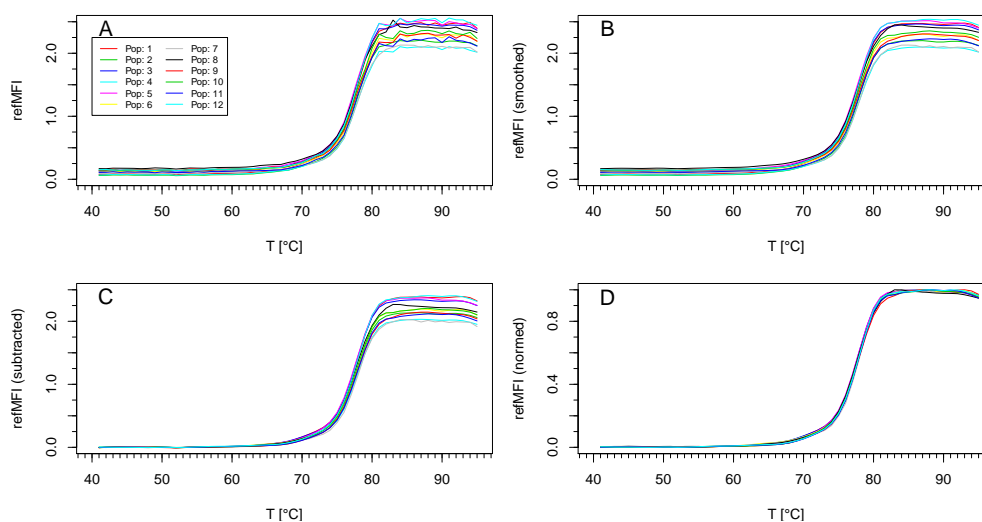 A
refMFI
0.0 1.0 2.0
Pop: 1 Pop: 7
Pop: 2 Pop: 8
Pop: 3 Pop: 9
Pop: 4 Pop: 10
Pop: 5 Pop: 11
Pop: 6 Pop: 12
40 50 60 70 80 90
T [°C]
B
refMFI (smoothed)
0.0 1.0 2.0
40 50 60 70 80 90
T [°C]
C
refMFI (subtracted)
0.0 1.0 2.0
40 50 60 70 80 90
T [°C]
D
refMFI (normed)
0.0 0.4 0.8
40 50 60 70 80 90
T [°C]